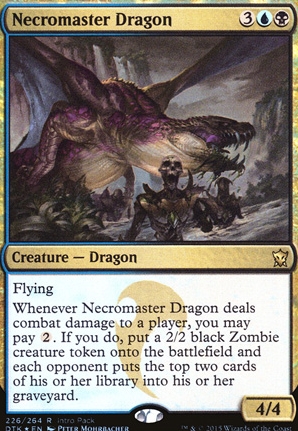 Necromaster Dragon 3
Creature — Dragon
Flying
Whenever Necromaster Dragon deals
combat damage to a player, you may
pay 2. If you do, put a 2/2 black Zombie
creature token onto the battlefield and
each opponent puts the top two cards
of his or her library into his or her
graveyard.
4/4
226/264 R Intro Pack
DTK ★ EN Peter Mohrbacher
™ & © 2015 Wizards of the Coast